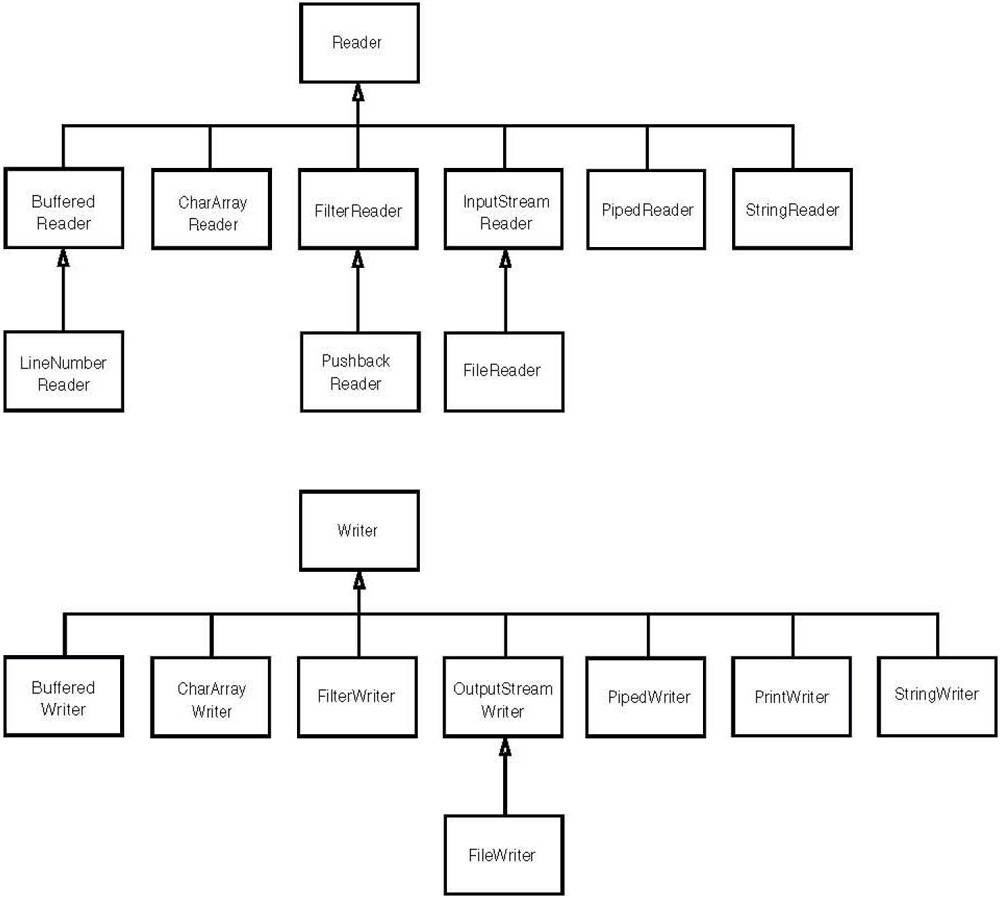 Reader
Buffered
Reader
CharArray
Reader
FilterReader
InputStream
Reader
PipedReader
StringReader
LineNumber
Reader
Pushback
Reader
FileReader
Writer
Buffered
Writer
CharArray
Writer
FilterWriter
OutputStream
Writer
PipedWriter
PrintWriter
StringWriter
FileWriter